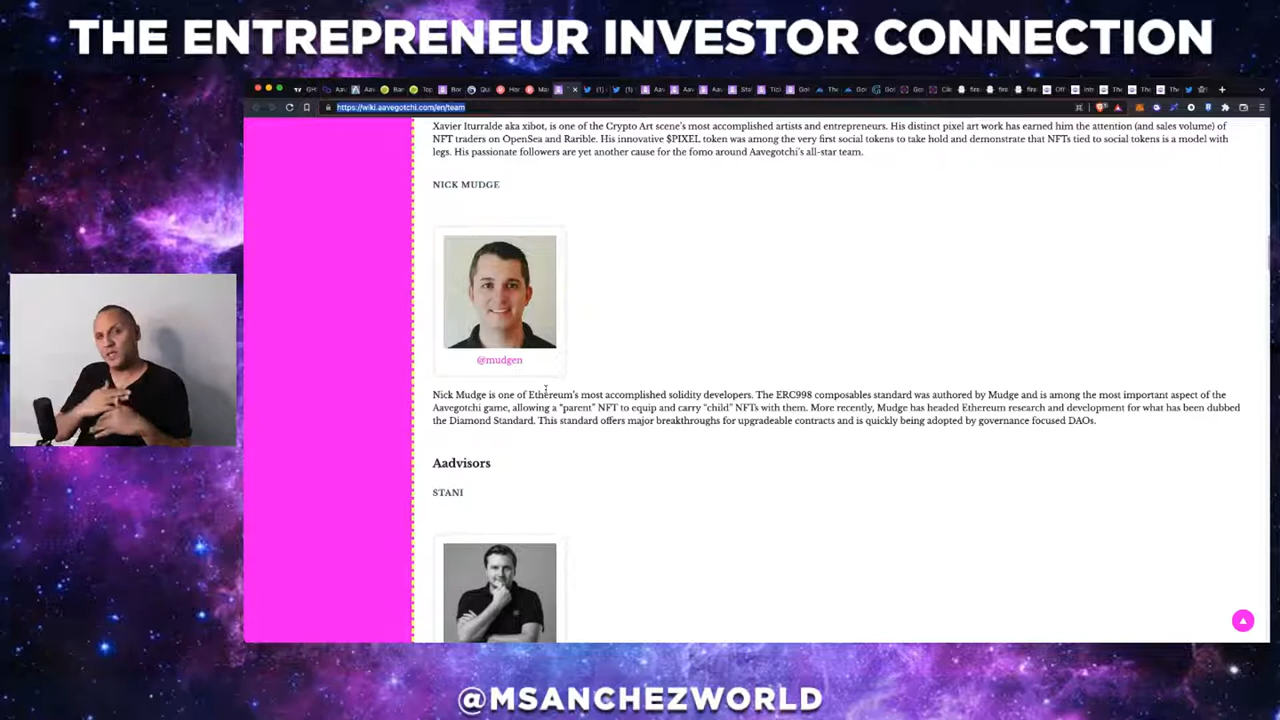 THE ENTREPRENEUR INVESTOR CONNECTION
https://wiki.aavegotchi.com/en/team
Xavier Iturralde aka xibot, is one of the Crypto Art scene's most accomplished artists and entrepreneurs. His distinct pixel art work has earned him the attention (and sales volume) of
NFT traders on OpenSea and Rarible. His innovative $PIXEL token was among the very first social tokens to take hold and demonstrate that NFTs tied to social tokens is a model with
legs. His passionate followers are yet another cause for the fomo around Aavegotchi's all-star team.
NICK MUDGE
@mudgen
Nick Mudge is one of Ethereum's most accomplished solidity developers. The ERC998 composables standard was authored by Mudge and is among the most important aspect of the
Aavegotchi game, allowing a "parent" NFT to equip and carry "child" NFTs with them. More recently, Mudge has headed Ethereum research and development for what has been dubbed
the Diamond Standard. This standard offers major breakthroughs for upgradeable contracts and is quickly being adopted by governance focused DAOs.
Aadvisors
STANI
@MSANCHEZWORLD